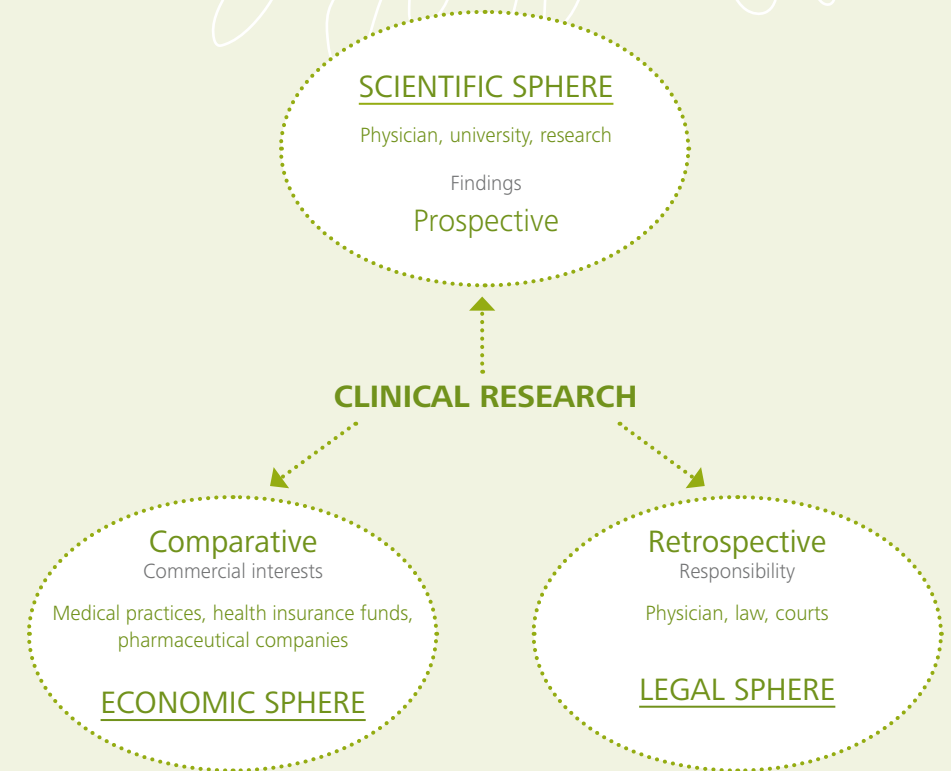 SCIENTIFIC SPHERE
Physician, university, research
Findings
Prospective
CLINICAL RESEARCH
Comparative
Commercial interests
Medical practices, health insurance funds,
pharmaceutical companies
ECONOMIC SPHERE
Retrospective
Responsibility
Physician, law, courts
LEGAL SPHERE